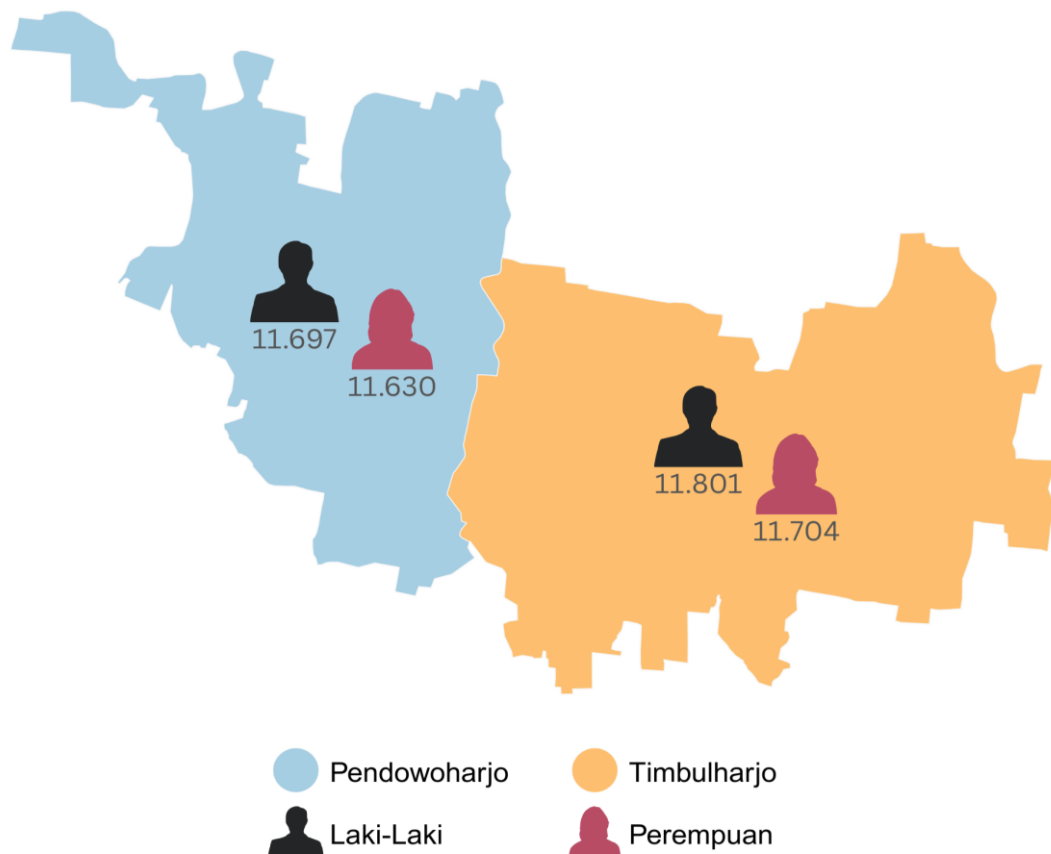 11.697
11.630
11.801
11.704
Pendowoharjo
Timbulharjo
Laki-Laki
Perempuan